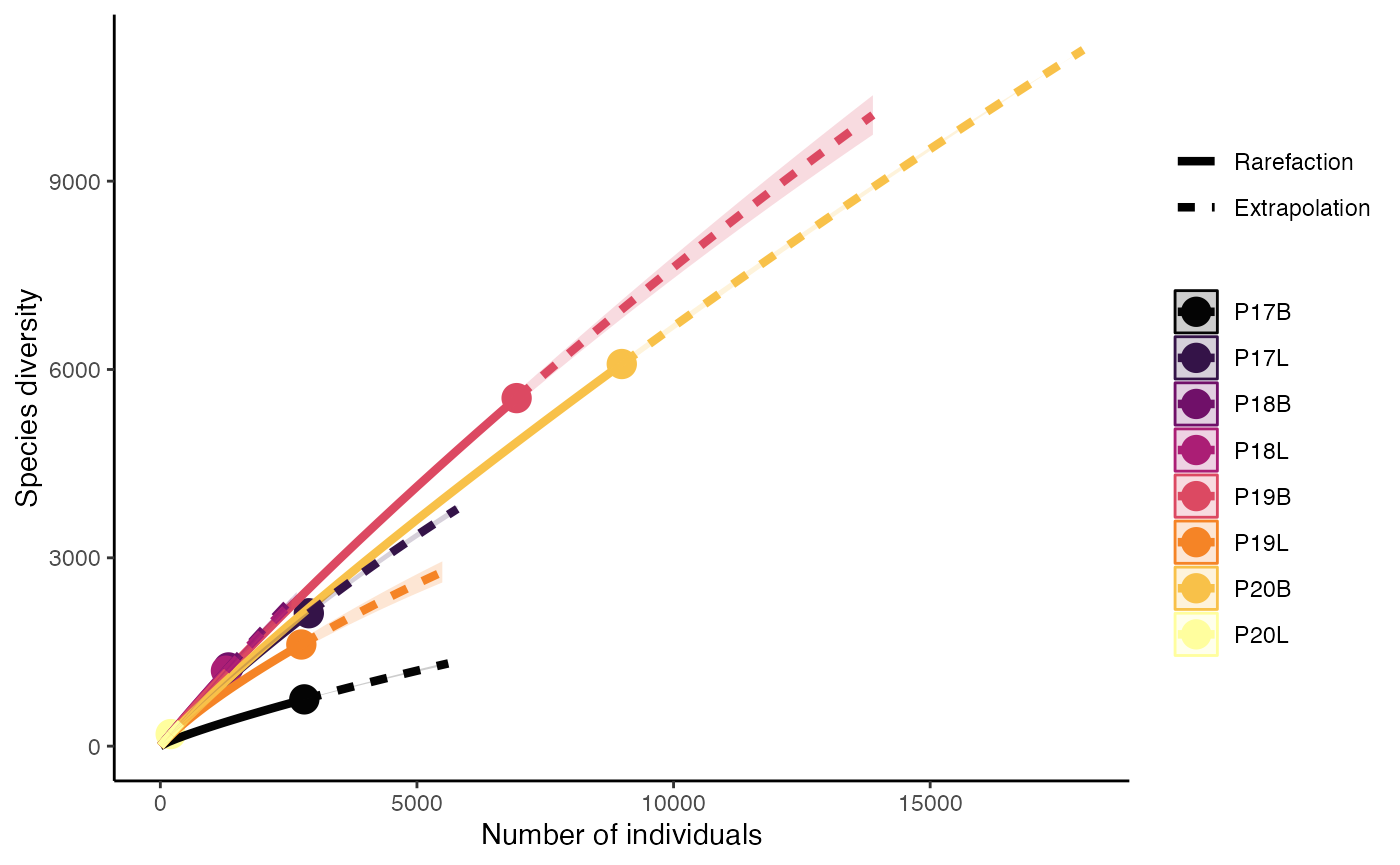 Species diversity
9000
6000
3000
0
0
5000
10000
15000
Number of individuals
Rarefaction
Extrapolation
P17B
P17L
P18B
P18L
P19B
P19L
P20B
P20L